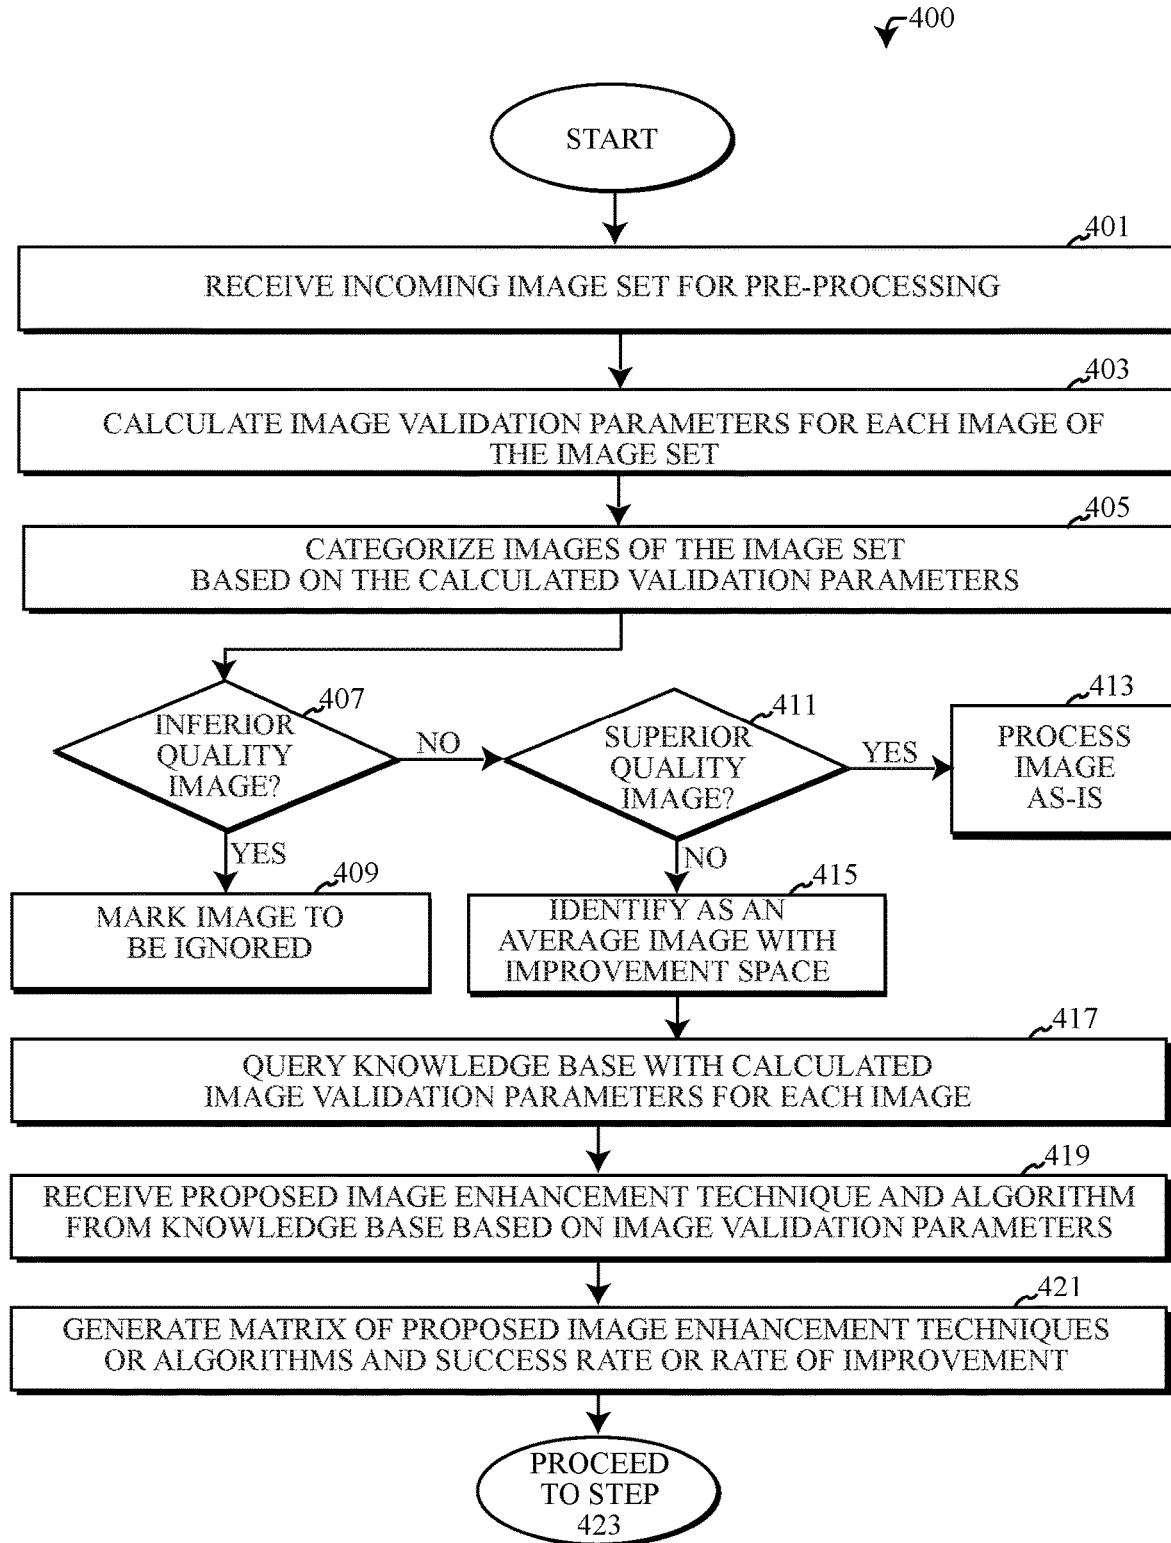 400
START
401
RECEIVE INCOMING IMAGE SET FOR PRE-PROCESSING
403
CALCULATE IMAGE VALIDATION PARAMETERS FOR EACH IMAGE OF
THE IMAGE SET
405
CATEGORIZE IMAGES OF THE IMAGE SET
BASED ON THE CALCULATED VALIDATION PARAMETERS
407
INFERIOR
QUALITY
IMAGE?
NO
411
SUPERIOR
QUALITY
IMAGE?
YES
413
PROCESS
IMAGE
AS-IS
YES
409
MARK IMAGE TO
BE IGNORED
NO
415
IDENTIFY AS AN
AVERAGE IMAGE WITH
IMPROVEMENT SPACE
417
QUERY KNOWLEDGE BASE WITH CALCULATED
IMAGE VALIDATION PARAMETERS FOR EACH IMAGE
419
RECEIVE PROPOSED IMAGE ENHANCEMENT TECHNIQUE AND ALGORITHM
FROM KNOWLEDGE BASE BASED ON IMAGE VALIDATION PARAMETERS
421
GENERATE MATRIX OF PROPOSED IMAGE ENHANCEMENT TECHNIQUES
OR ALGORITHMS AND SUCCESS RATE OR RATE OF IMPROVEMENT
PROCEED
TO STEP
423